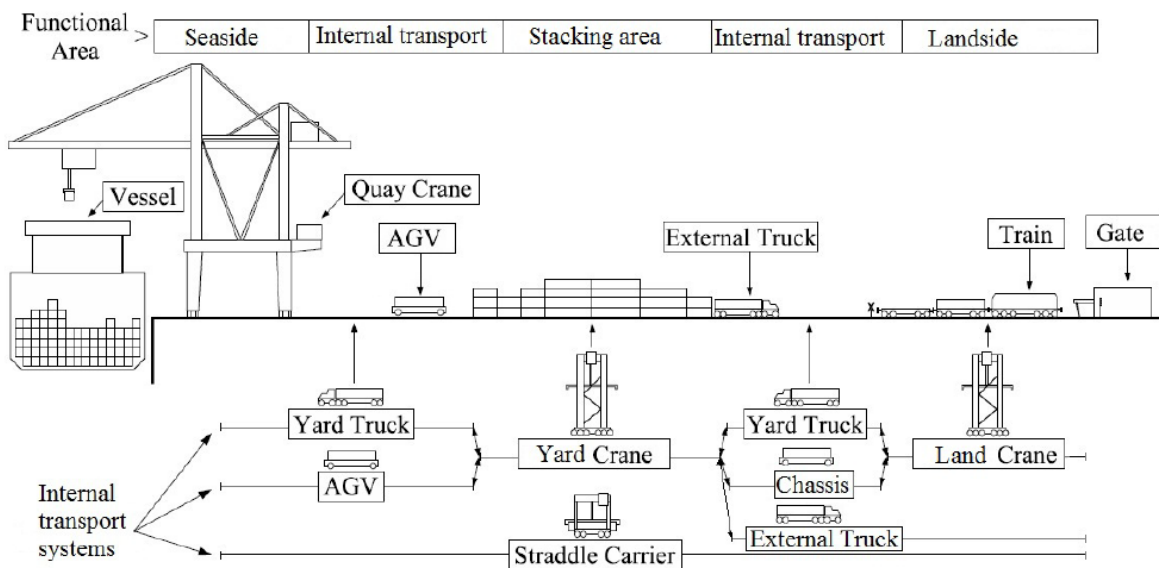 Functional
Area
>
Seaside
Internal transport
Stacking area
Internal transport
Landside
Vessel
Quay Crane
AGV
External Truck
Train
Gate
Yard Truck
Yard Crane
Yard Truck
Land Crane
AGV
Chassis
External Truck
Straddle Carrier
Internal
transport
systems